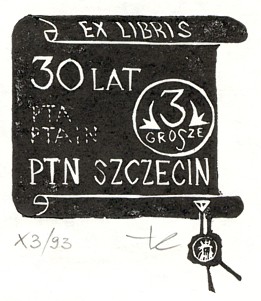 EX LIBRIS
30 LAT
PTA
PTAiN
PTN SZCZECIN
3
GROSZE
X3/93